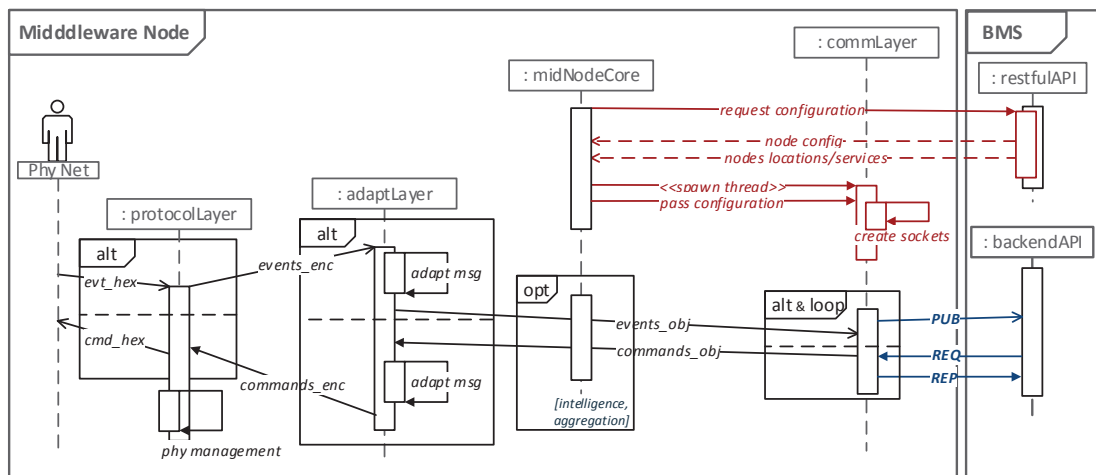 Midddleware Node
BMS
: commLayer
: midNodeCore
: restfulAPI
request configuration
node config
nodes locations/services
Phy Net
: adaptLayer
<<spawn thread>>
pass configuration
: protocolLayer
create sockets
: backendAPI
alt
alt
events_enc
adapt msg
evt_hex
opt
alt & loop
events_obj
PUB
cmd_hex
commands_obj
REQ
commands_enc
adapt msg
REP
[intelligence,
aggregation]
phy management